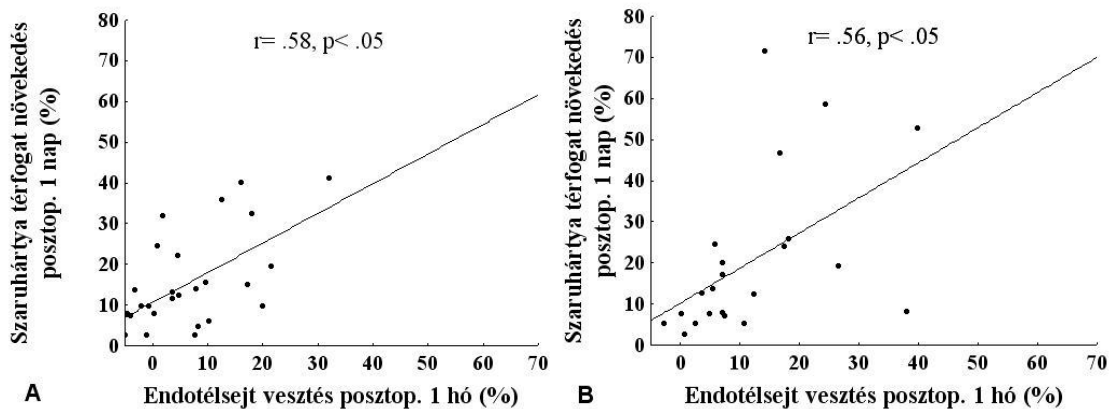 r= .58, p< .05
Szaruhártya térfogat növekedés
posztop. 1 nap (%)
80
70
60
50
40
30
20
10
0
0 10 20 30 40 50 60 70
A
Endotélsejt vesztés posztop. 1 hó (%)
r= .56, p< .05
Szaruhártya térfogat növekedés
posztop. 1 nap (%)
80
70
60
50
40
30
20
10
0
0 10 20 30 40 50 60 70
B
Endotélsejt vesztés posztop. 1 hó (%)